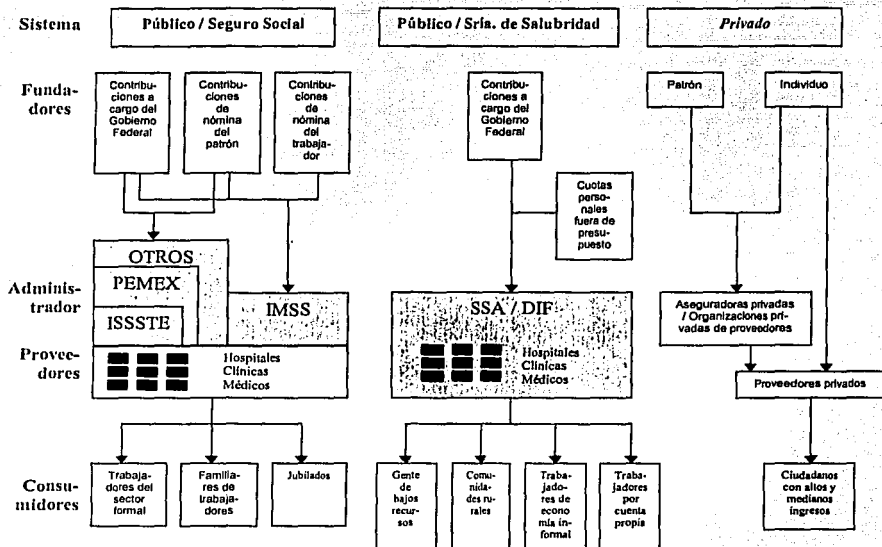 Sistema
Público / Seguro Social
Público / Sría. de Salubridad
Privado
Funda-
dores
Contribu-
ciones a
cargo del
Gobierno
Federal
Contribu-
ciones
de
nómina
del
patrón
Contribu-
ciones
de
nómina
del
trabaja-
dor
Contribu-
ciones a
cargo del
Gobierno
Federal
Patrón
Individuo
Cuotas
perso-
nales
fuera de
presu-
puesto
Adminis-
trador
OTROS
PEMEX
ISSSTE
IMSS
SSA / DIF
Aseguradoras privadas
/ Organizaciones pri-
vadas de proveedores
Provee-
dores
Hospitales
Clínicas
Médicos
Hospitales
Clínicas
Médicos
Proveedores privados
Consu-
midores
Trabaja-
dores del
sector
formal
Familia-
res de
trabaja-
dores
Jubilados
Gente
de
bajos
recur-
sos
Comu-
nida-
des ru-
rales
Traba-
jado-
res de
econo
mía in-
formal
Traba-
jadores
por
cuenta
propia
Ciudadanos
con altos y
medianos
ingresos